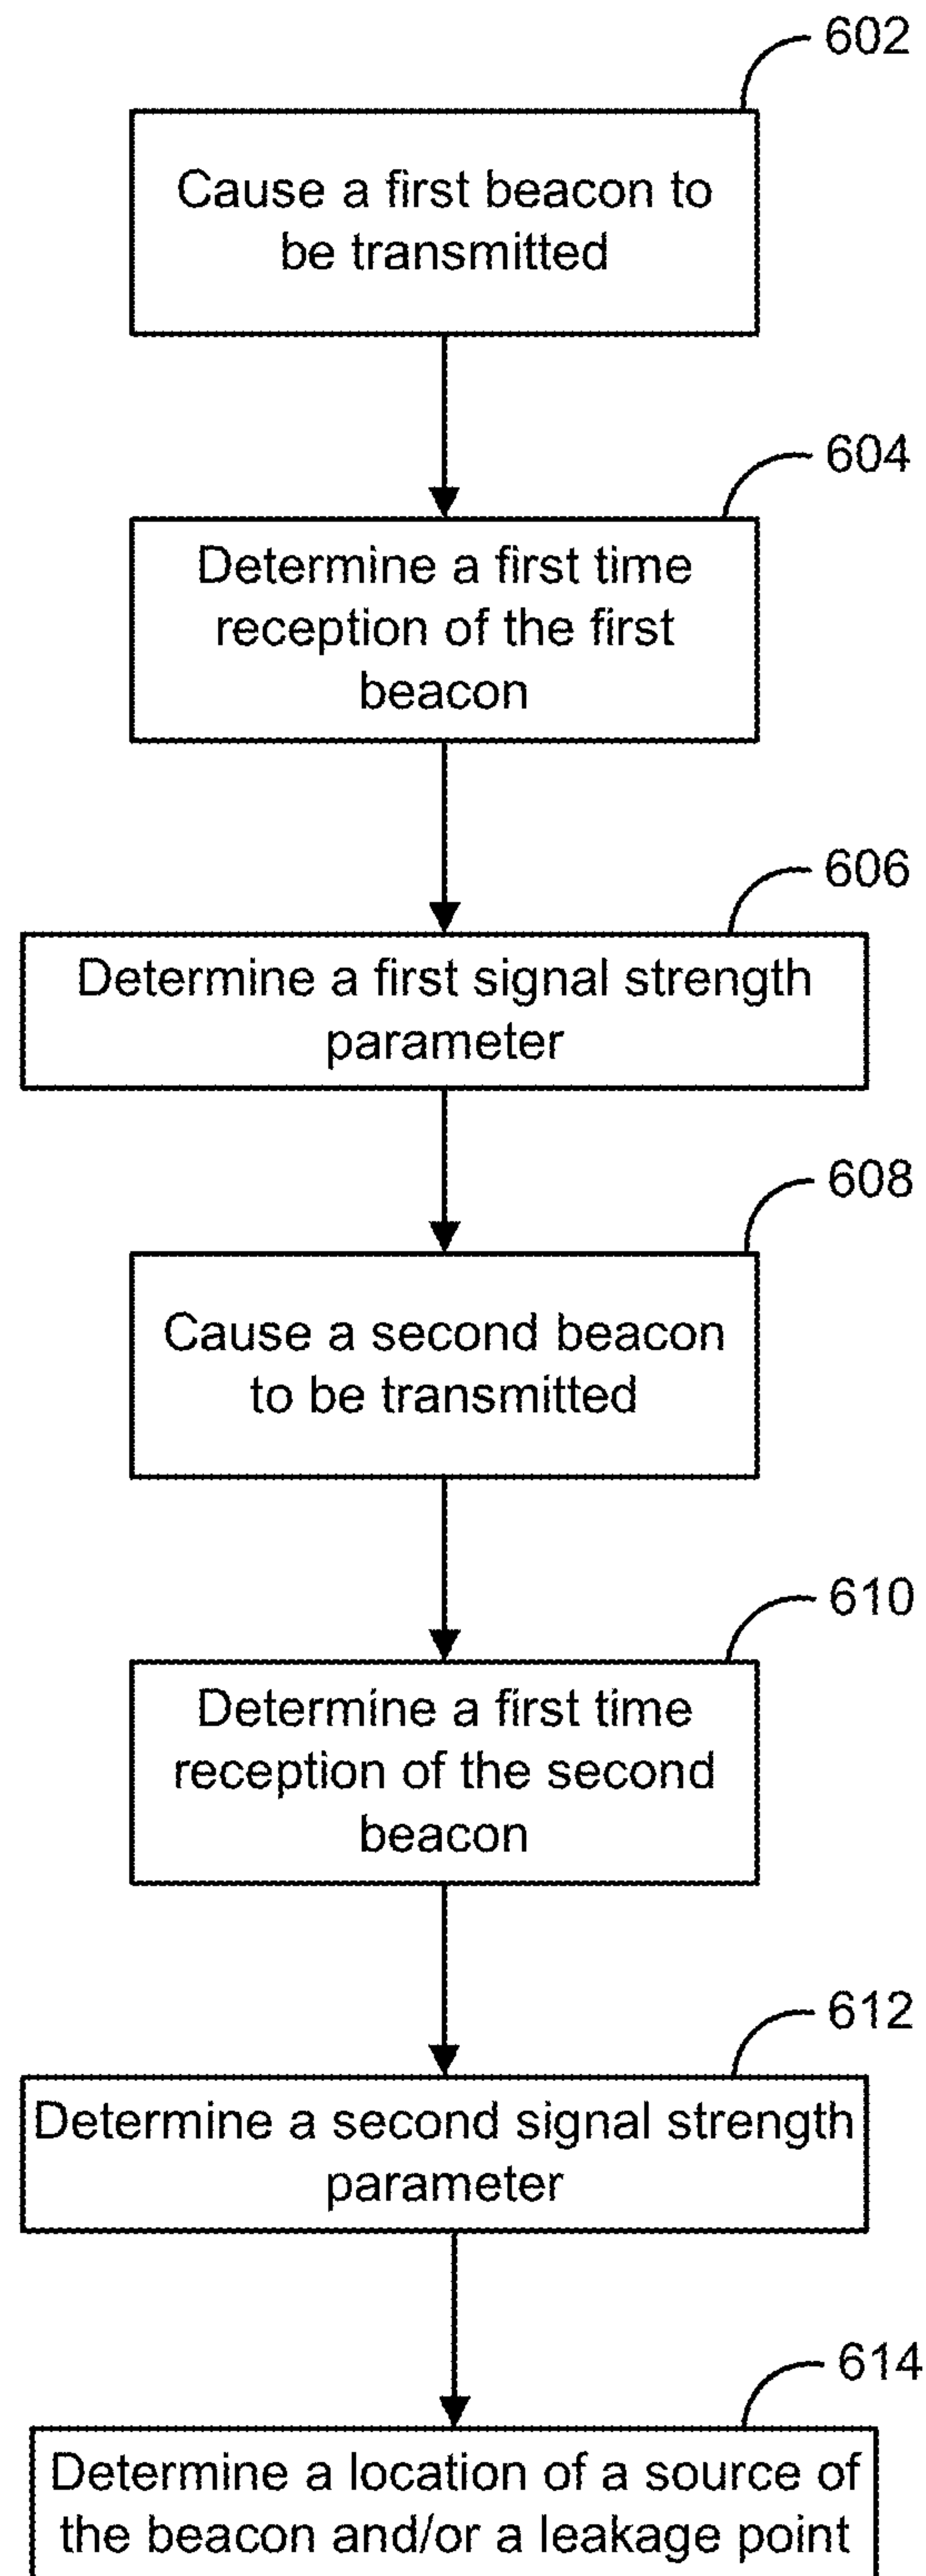 602
Cause a first beacon to
be transmitted
604
Determine a first time
reception of the first
beacon
606
Determine a first signal strength
parameter
608
Cause a second beacon
to be transmitted
610
Determine a first time
reception of the second
beacon
612
Determine a second signal strength
parameter
614
Determine a location of a source of
the beacon and/or a leakage point